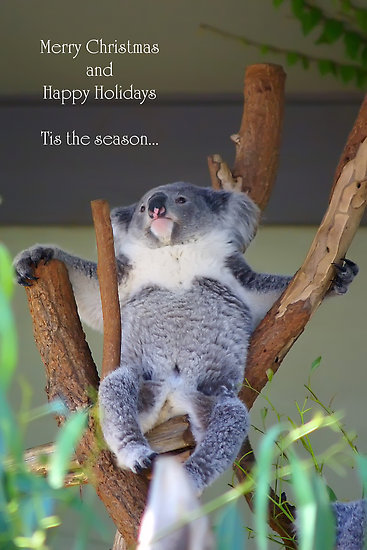 Merry Christmas
and
Happy Holidays
Tis the season...